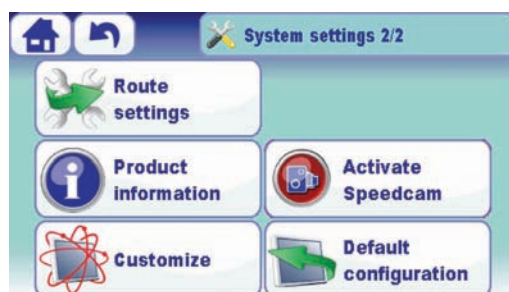 System settings 2/2
Route
settings
Product
information
Activate
Speedcam
Customize
Default
configuration